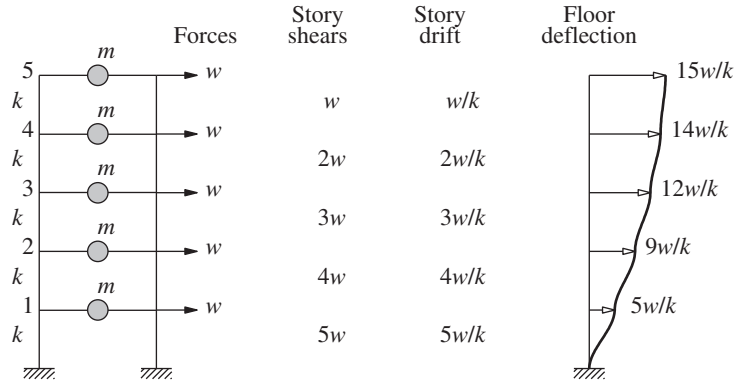 Forces Story shears Story drift Floor deflection
m
5 w 15w/k
k m w w/k
4 w 14w/k
k m 2w 2w/k
3 w 12w/k
k m 3w 3w/k
2 w 9w/k
k m 4w 4w/k
1 w 5w/k
k 5w 5w/k